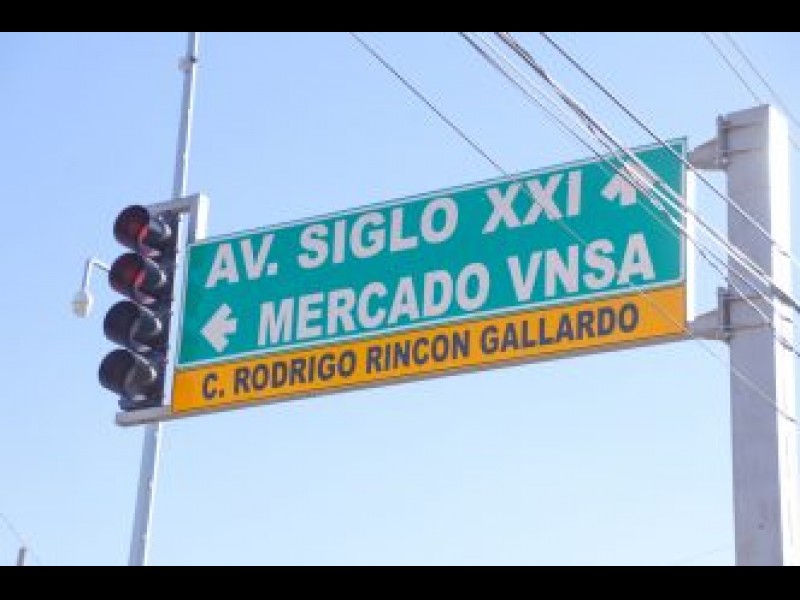 AV. SIGLO XXI
MERCADO VNSA
C. RODRIGO RINCON GALLARDO